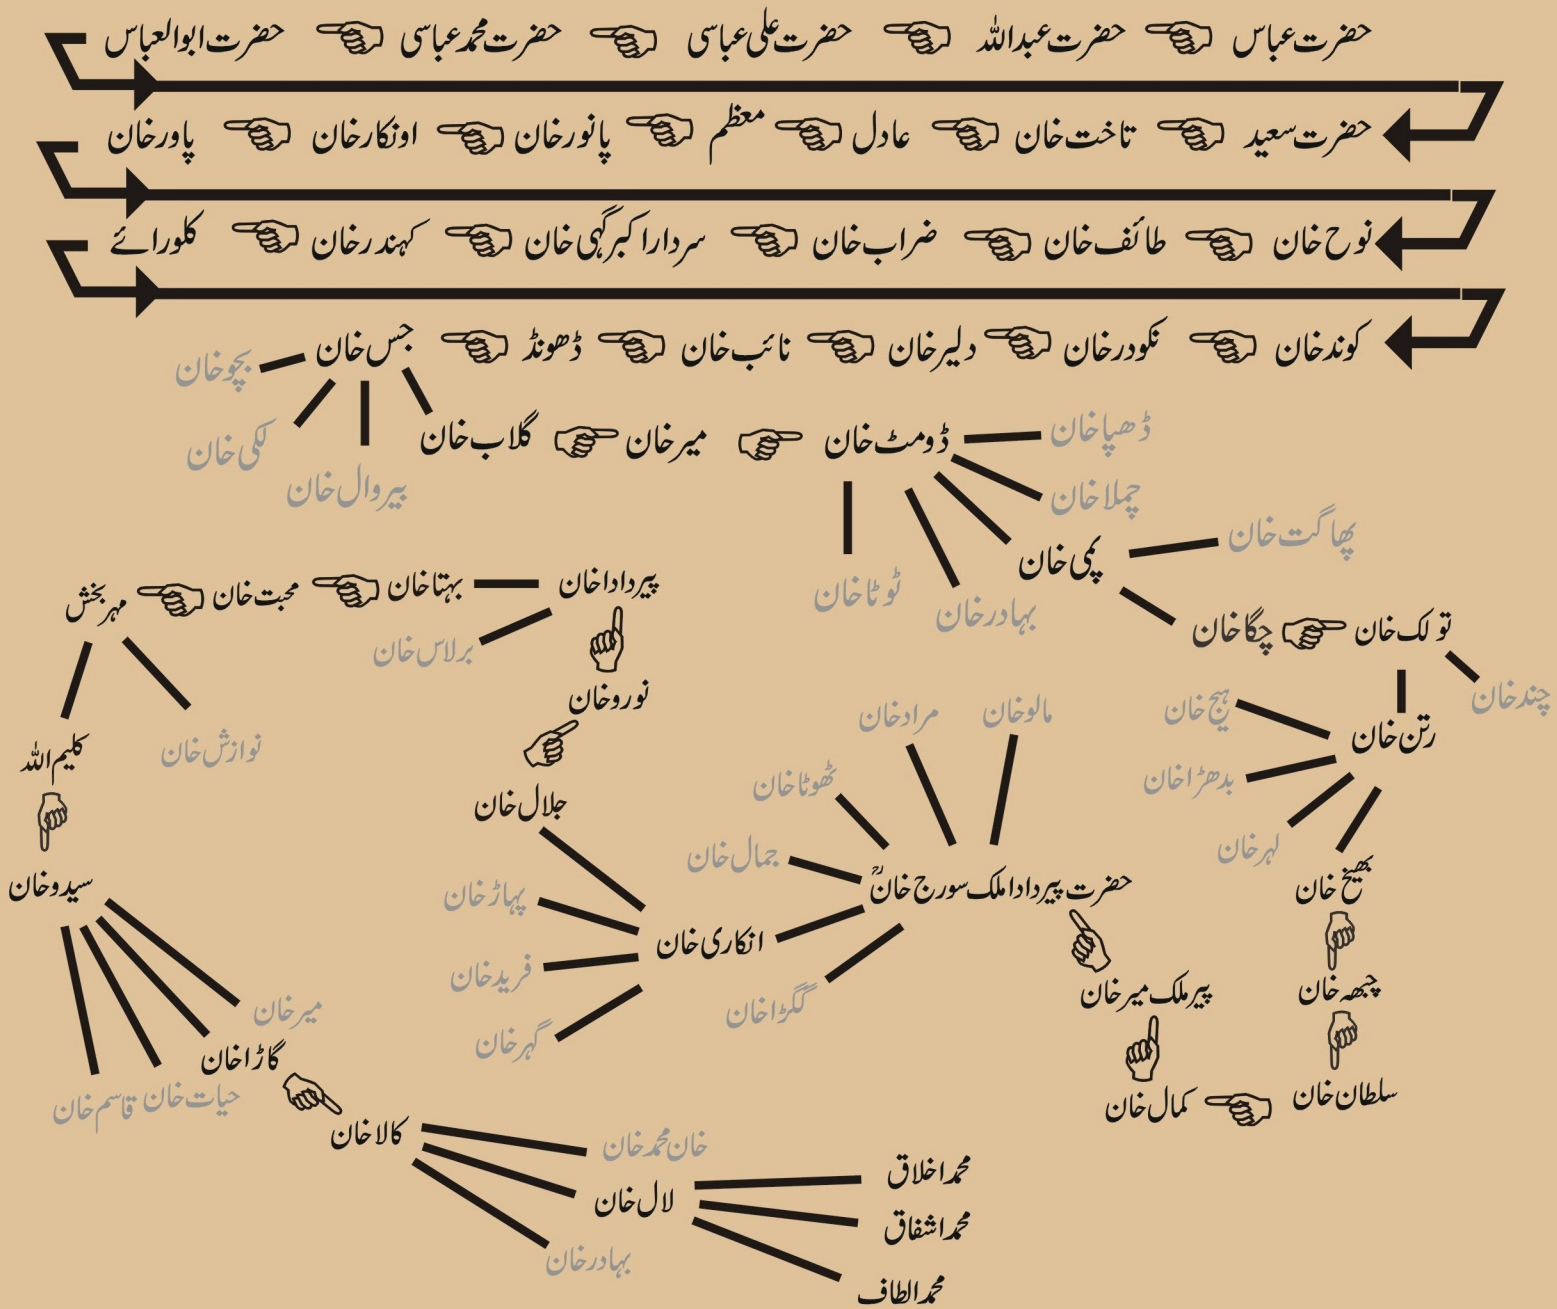 حضرت عباس حضرت عبداللہ حضرت علی عباسی حضرت محمد عباسی حضرت ابوالعباس
حضرت سعید تاخت خان عادل معظم پانور خان اونکار خان پاور خان
نوح خان طائف خان ضراب خان سردار اکبر گہی خان کہندر خان کلورائے
کوند خان نکودر خان دلیر خان نائب خان ڈھونڈ جس خان
بچو خان
لکی خان
بیروال خان
گلاب خان میر خان ڈومٹ خان
ڈھپا خان
چملا خان
پمی خان
پھاگت خان
بہادر خان
ٹوٹا خان
چگا خان تولک خان
چند خان
رتن خان
ہیج خان
بدھڑا خان
لہر خان
بھیخ خان
چبھہ خان
سلطان خان
کمال خان
پیر ملک میر خان
حضرت پیر دادا ملک سورج خانؒ
مالو خان
مراد خان
ٹھوٹا خان
جمال خان
گگڑا خان
انکاری خان
پہاڑ خان
فرید خان
گہر خان
جلال خان
نورو خان
پیر دادا خان
برلاس خان
بہتا خان محبت خان مہر بخش
نوازش خان
کلیم اللہ
سیدو خان
میر خان
گاڑا خان
حیات خان
قاسم خان
کالا خان
خان محمد خان
لال خان
بہادر خان
محمد اخلاق
محمد اشفاق
محمد الطاف